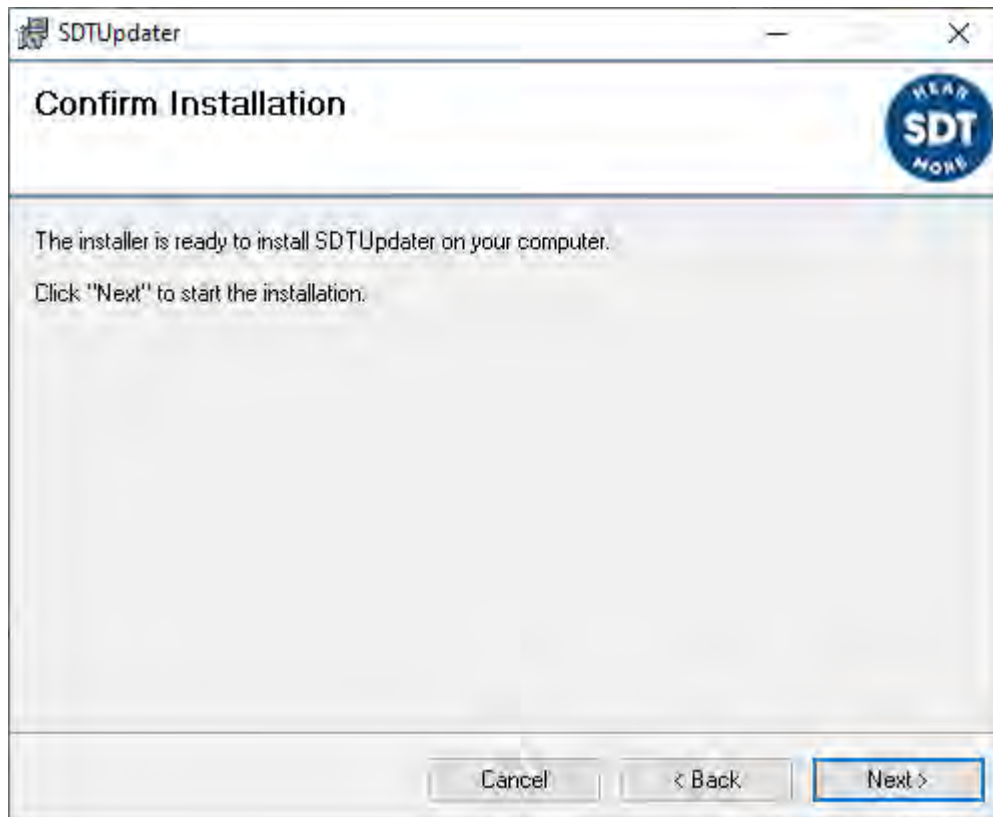 SDTUpdater
Confirm Installation
HEAR
SDT
MORE
The installer is ready to install SDTUpdater on your computer.
Click "Next" to start the installation.
Cancel
< Back
Next >